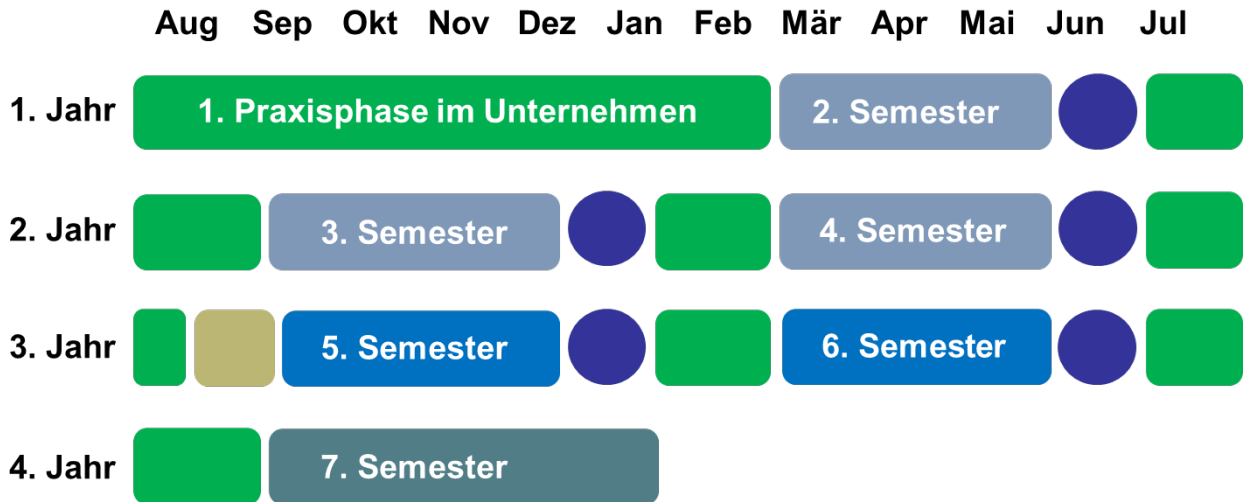 Aug Sep Okt Nov Dez Jan Feb Mär Apr Mai Jun Jul
1. Jahr 1. Praxisphase im Unternehmen 2. Semester
2. Jahr 3. Semester 4. Semester
3. Jahr 5. Semester 6. Semester
4. Jahr 7. Semester